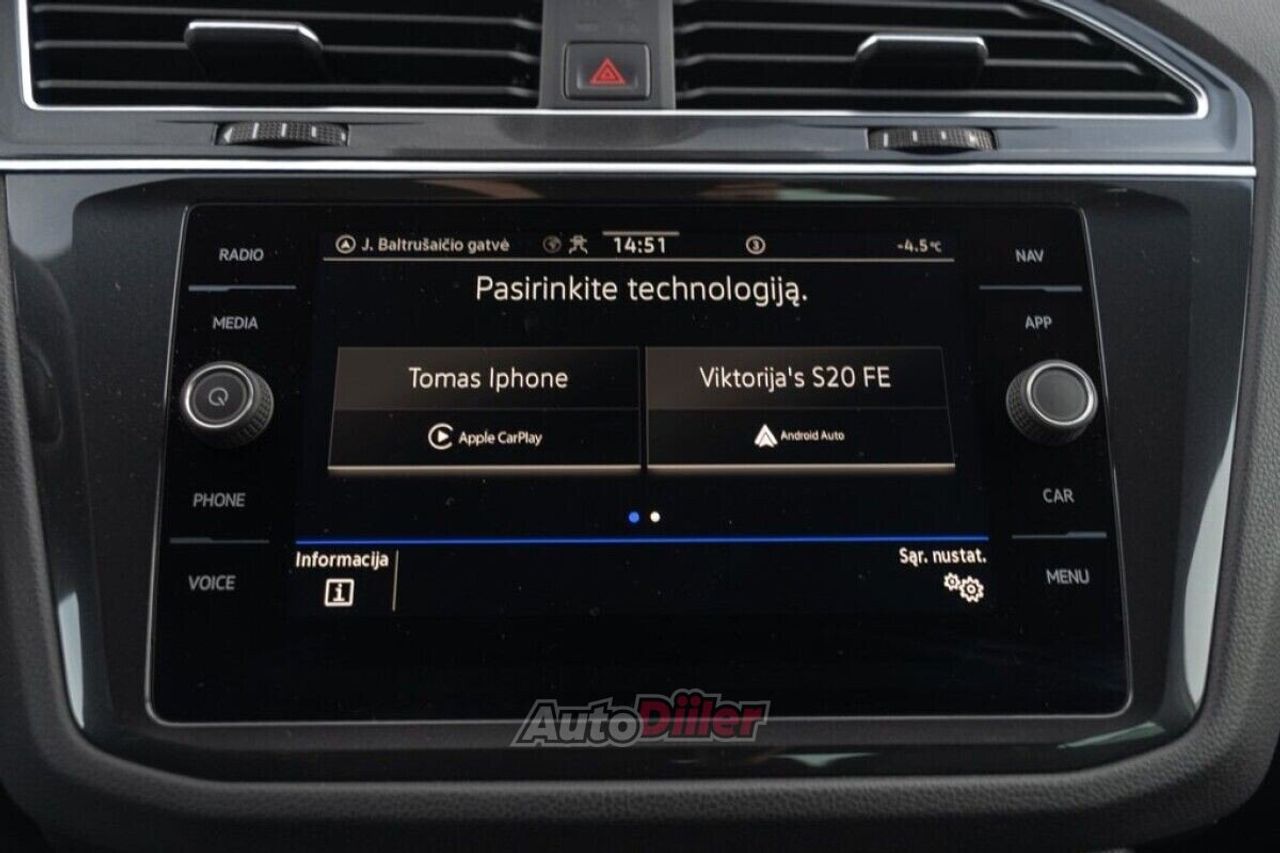 RADIO
MEDIA
PHONE
VOICE
J. Baltrušaičio gatvė
14:51
3
-4.5°C
Pasirinkite technologiją.
Tomas Iphone
Apple CarPlay
Viktorija's S20 FE
Android Auto
Informacija
i
Sąr. nustat.
NAV
APP
CAR
MENU
AutoDiiler